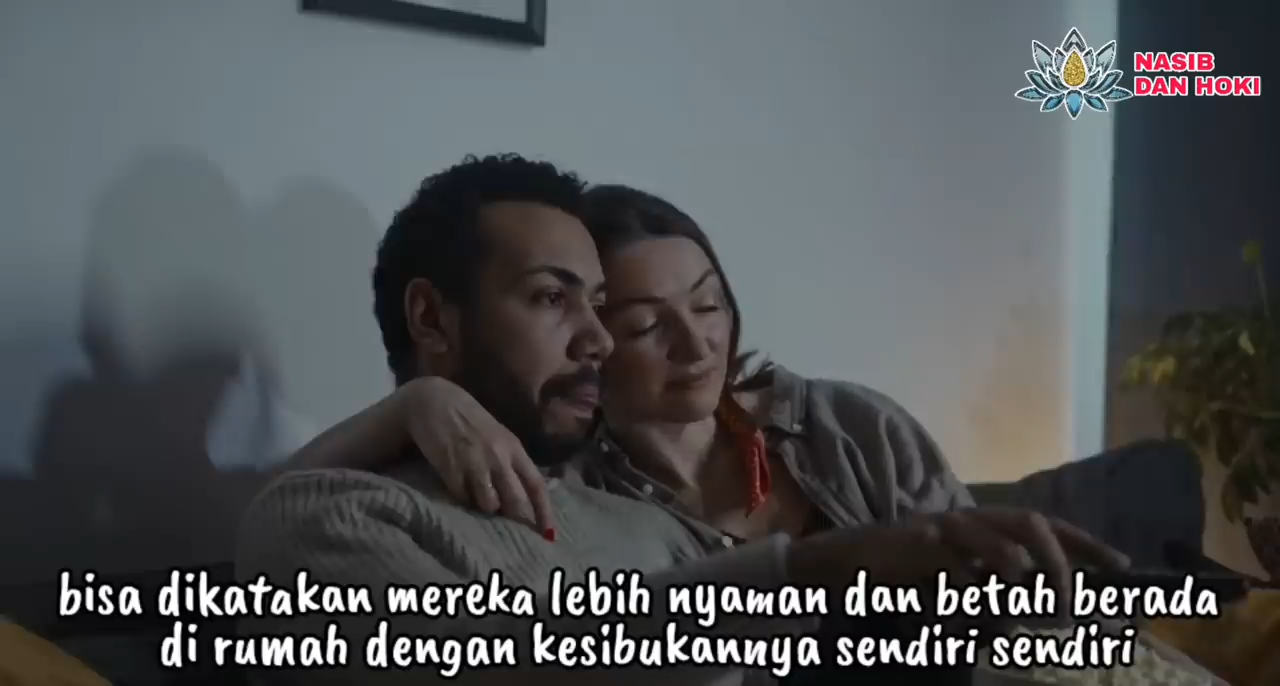 NASIB
DAN HOKI
bisa dikatakan mereka lebih nyaman dan betah berada
di rumah dengan kesibukannya sendiri sendiri